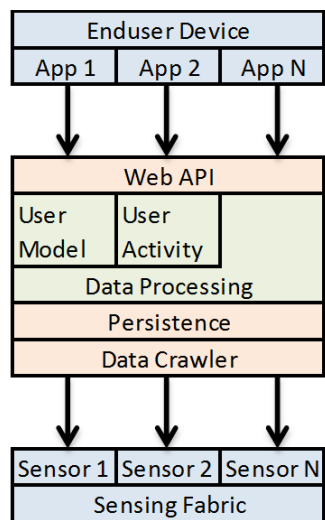 Enduser Device
App 1 App 2 App N
Web API
User Model
User Activity
Data Processing
Persistence
Data Crawler
Sensor 1 Sensor 2 Sensor N
Sensing Fabric